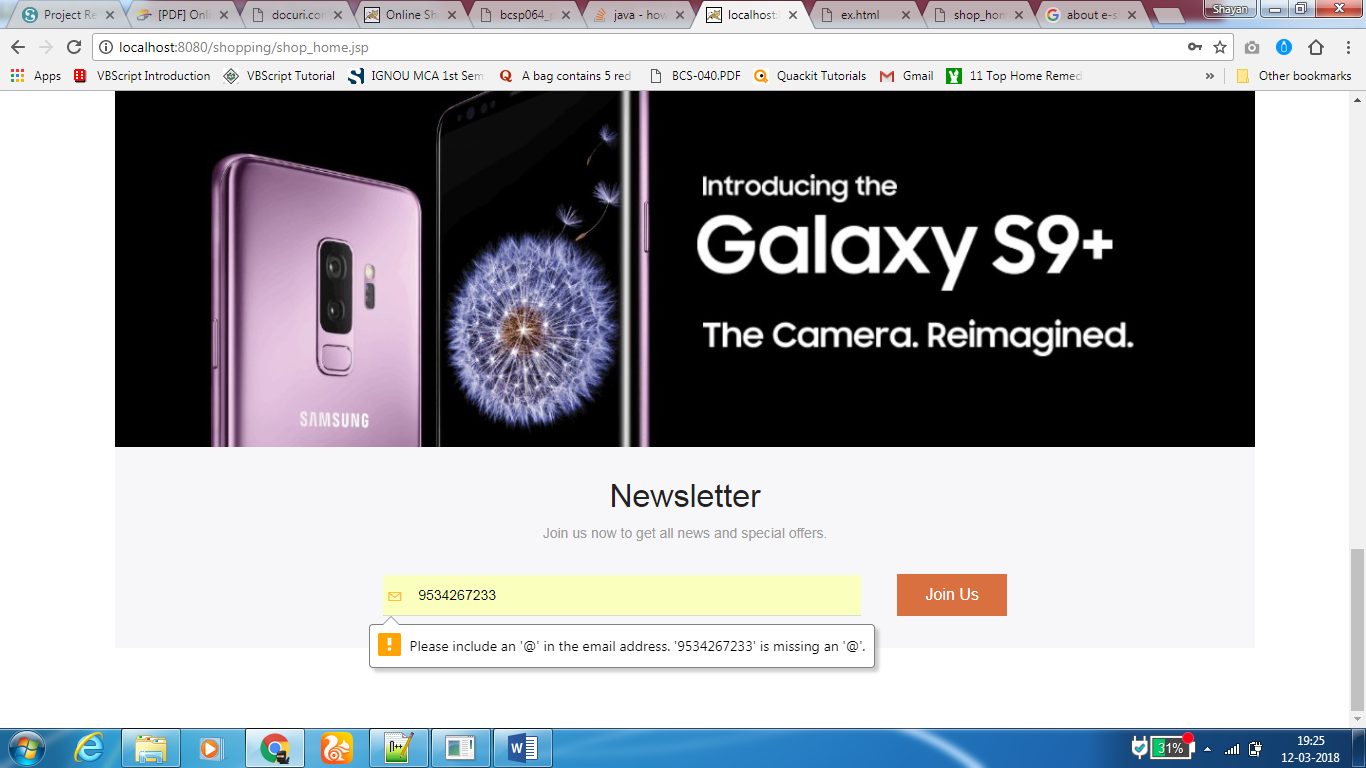 Project Re
[PDF] Onli
docuri.co
Online Sh
bcsp064_
java - how
localhost:
ex.html
shop_hom
about e-s
Shayan
localhost:8080/shopping/shop_home.jsp
Apps
VBScript Introduction
VBScript Tutorial
IGNOU MCA 1st Sem
A bag contains 5 red
BCS-040.PDF
Quackit Tutorials
Gmail
11 Top Home Remed
»
Other bookmarks
Introducing the
Galaxy S9+
The Camera. Reimagined.
SAMSUNG
Newsletter
Join us now to get all news and special offers.
9534267233
Join Us
Please include an '@' in the email address. '9534267233' is missing an '@'.
31%
19:25
12-03-2018